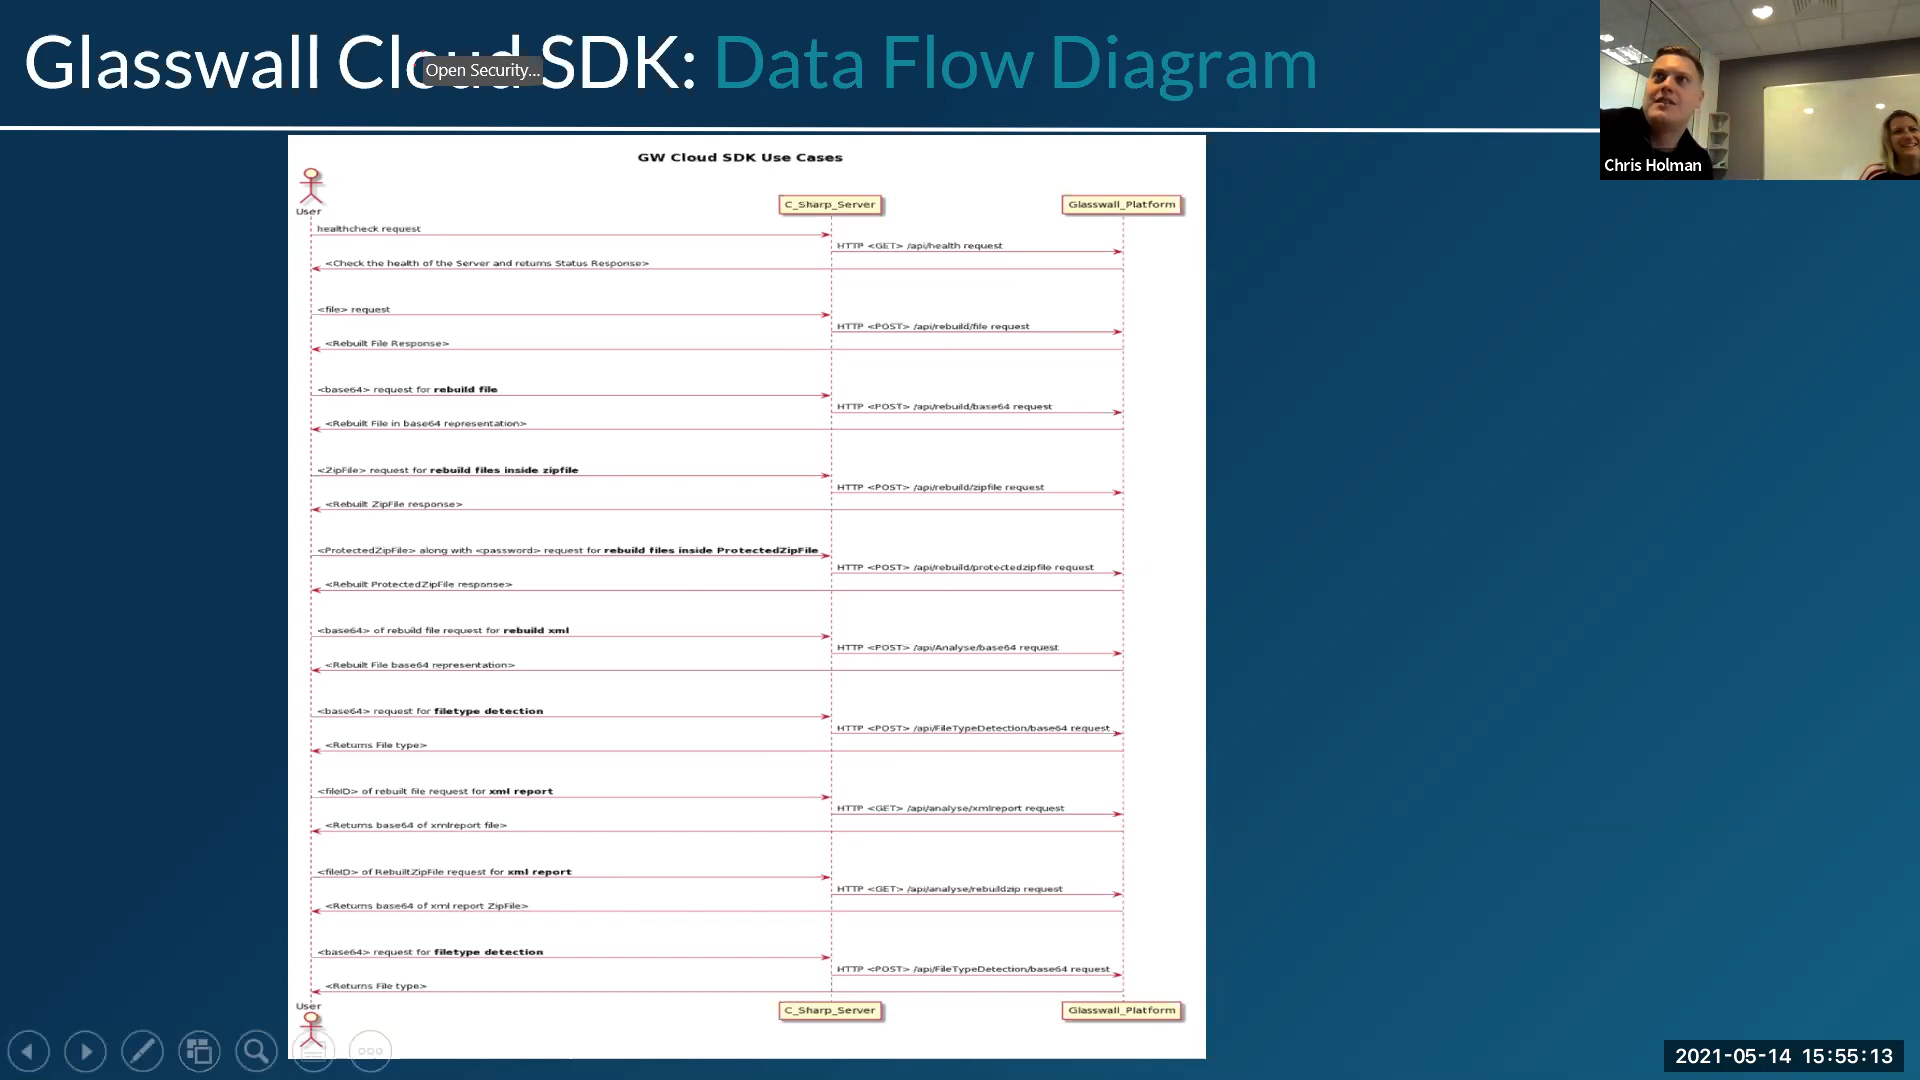 Glasswall Cloud SDK: Data Flow Diagram
Open Security...
Chris Holman
GW Cloud SDK Use Cases
User
C_Sharp_Server
Glasswall_Platform
healthcheck request
HTTP <GET> /api/health request
<Check the health of the Server and returns Status Response>
<file> request
HTTP <POST> /api/rebuild/file request
<Rebuilt File Response>
<base64> request for rebuild file
HTTP <POST> /api/rebuild/base64 request
<Rebuilt File in base64 representation>
<ZipFile> request for rebuild files inside zipfile
HTTP <POST> /api/rebuild/zipfile request
<Rebuilt ZipFile response>
<ProtectedZipFile> along with <password> request for rebuild files inside ProtectedZipFile
HTTP <POST> /api/rebuild/protectedzipfile request
<Rebuilt ProtectedZipFile response>
<base64> of rebuild file request for rebuild xml
HTTP <POST> /api/Analyse/base64 request
<Rebuilt File base64 representation>
<base64> request for filetype detection
HTTP <POST> /api/FileTypeDetection/base64 request
<Returns File type>
<fileID> of rebuilt file request for xml report
HTTP <GET> /api/analyse/xmlreport request
<Returns base64 of xmlreport file>
<fileID> of RebuiltZipFile request for xml report
HTTP <GET> /api/analyse/rebuildzip request
<Returns base64 of xml report ZipFile>
<base64> request for filetype detection
HTTP <POST> /api/FileTypeDetection/base64 request
<Returns File type>
User
C_Sharp_Server
Glasswall_Platform
2021-05-14 15:55:13